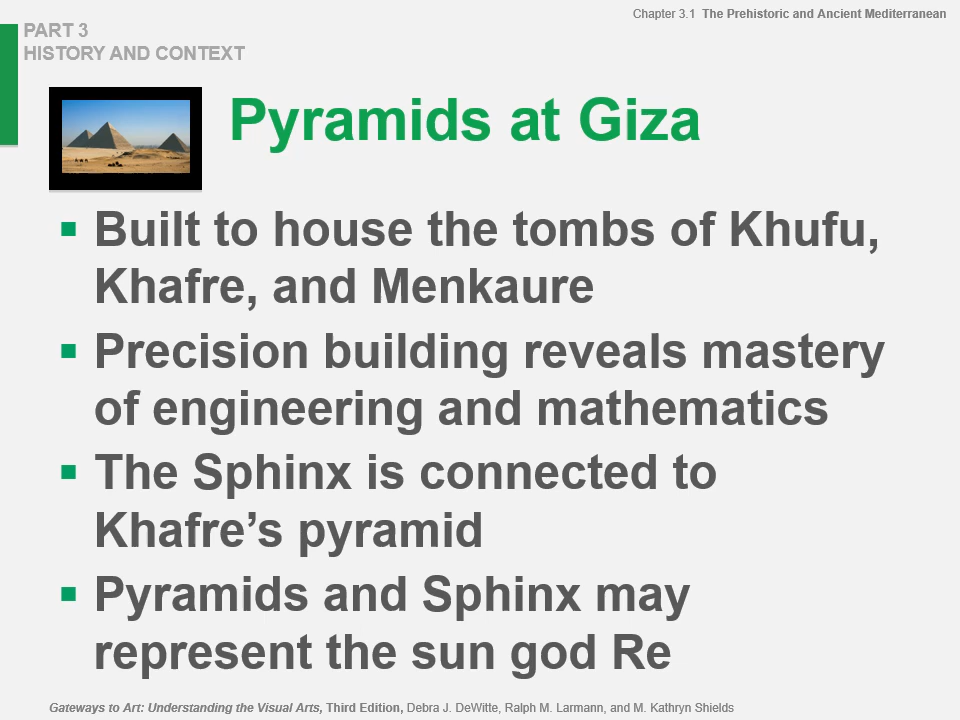 Chapter 3.1 The Prehistoric and Ancient Mediterranean
PART 3
HISTORY AND CONTEXT
Pyramids at Giza
▪ Built to house the tombs of Khufu,
Khafre, and Menkaure
▪ Precision building reveals mastery
of engineering and mathematics
▪ The Sphinx is connected to
Khafre’s pyramid
▪ Pyramids and Sphinx may
represent the sun god Re
Gateways to Art: Understanding the Visual Arts, Third Edition, Debra J. DeWitte, Ralph M. Larmann, and M. Kathryn Shields